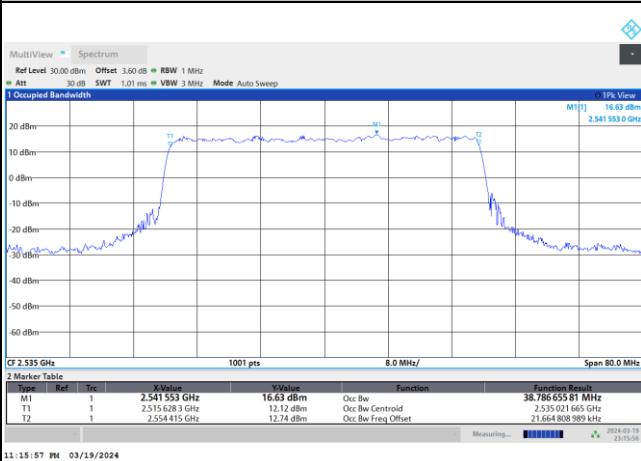 MultiView Spectrum
Ref Level 30.00 dBm Offset 3.60 dB RBW 1 MHz
Att 30 dB SWT 1.01 ms VBW 3 MHz Mode Auto Sweep
1 Occupied Bandwidth 1Pk View
M1[1] 16.63 dBm
2.541 553 0 GHz
M1
T1 T2
20 dBm
10 dBm
0 dBm
-10 dBm
-20 dBm
-30 dBm
-40 dBm
-50 dBm
-60 dBm
CF 2.535 GHz 1001 pts 8.0 MHz/ Span 80.0 MHz
2 Marker Table
Type Ref Trc X-Value Y-Value Function Function Result
M1 1 2.541 553 GHz 16.63 dBm Occ Bw 38.786 655 81 MHz
T1 1 2.515 628 3 GHz 12.12 dBm Occ Bw Centroid 2.535 021 665 GHz
T2 1 2.554 415 GHz 12.74 dBm Occ Bw Freq Offset 21.664 808 989 kHz
Measuring... 2024-03-19
23:15:56
11:15:57 PM 03/19/2024